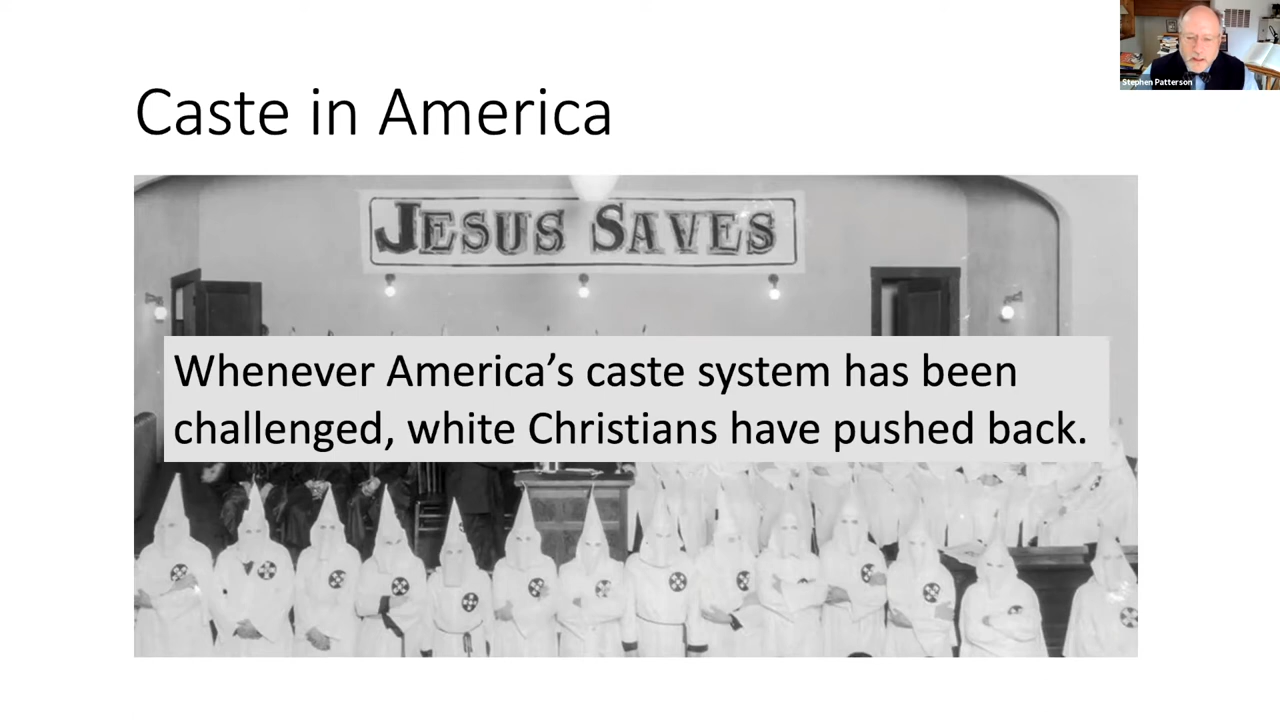 Stephen Patterson
Caste in America
JESUS SAVES
Whenever America’s caste system has been
challenged, white Christians have pushed back.